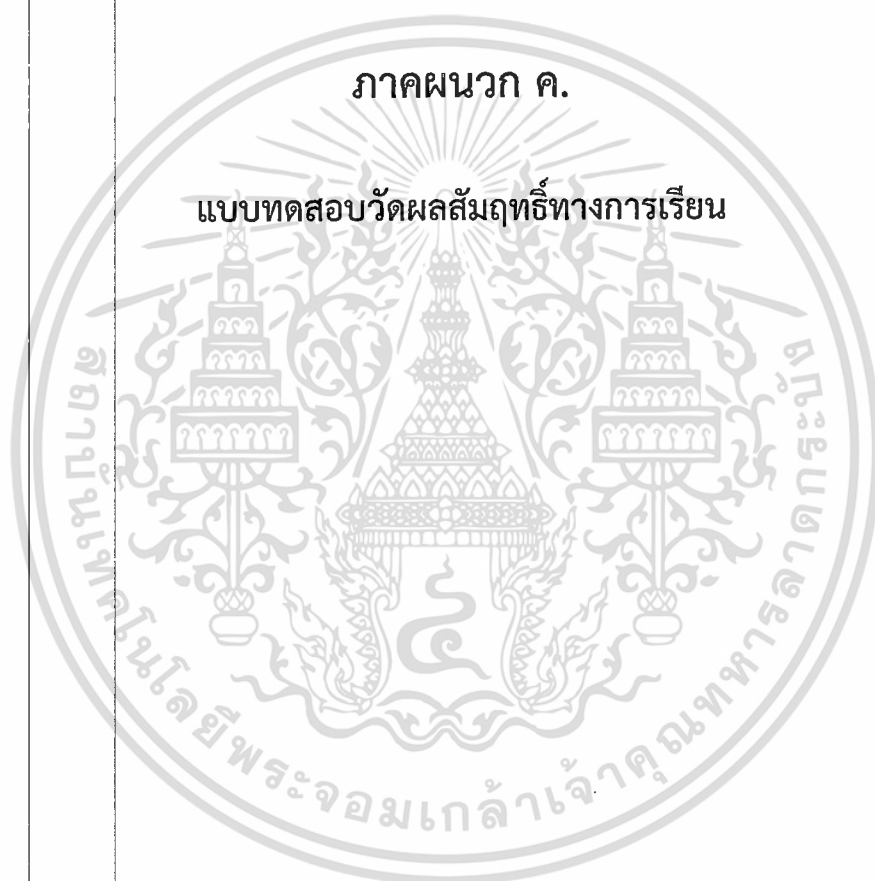 ภาคผนวก ค.
แบบทดสอบวัดผลสัมฤทธิ์ทางการเรียน
สถาบันเทคโนโลยีพระจอมเกล้าเจ้าคุณทหารลาดกระบัง
๔